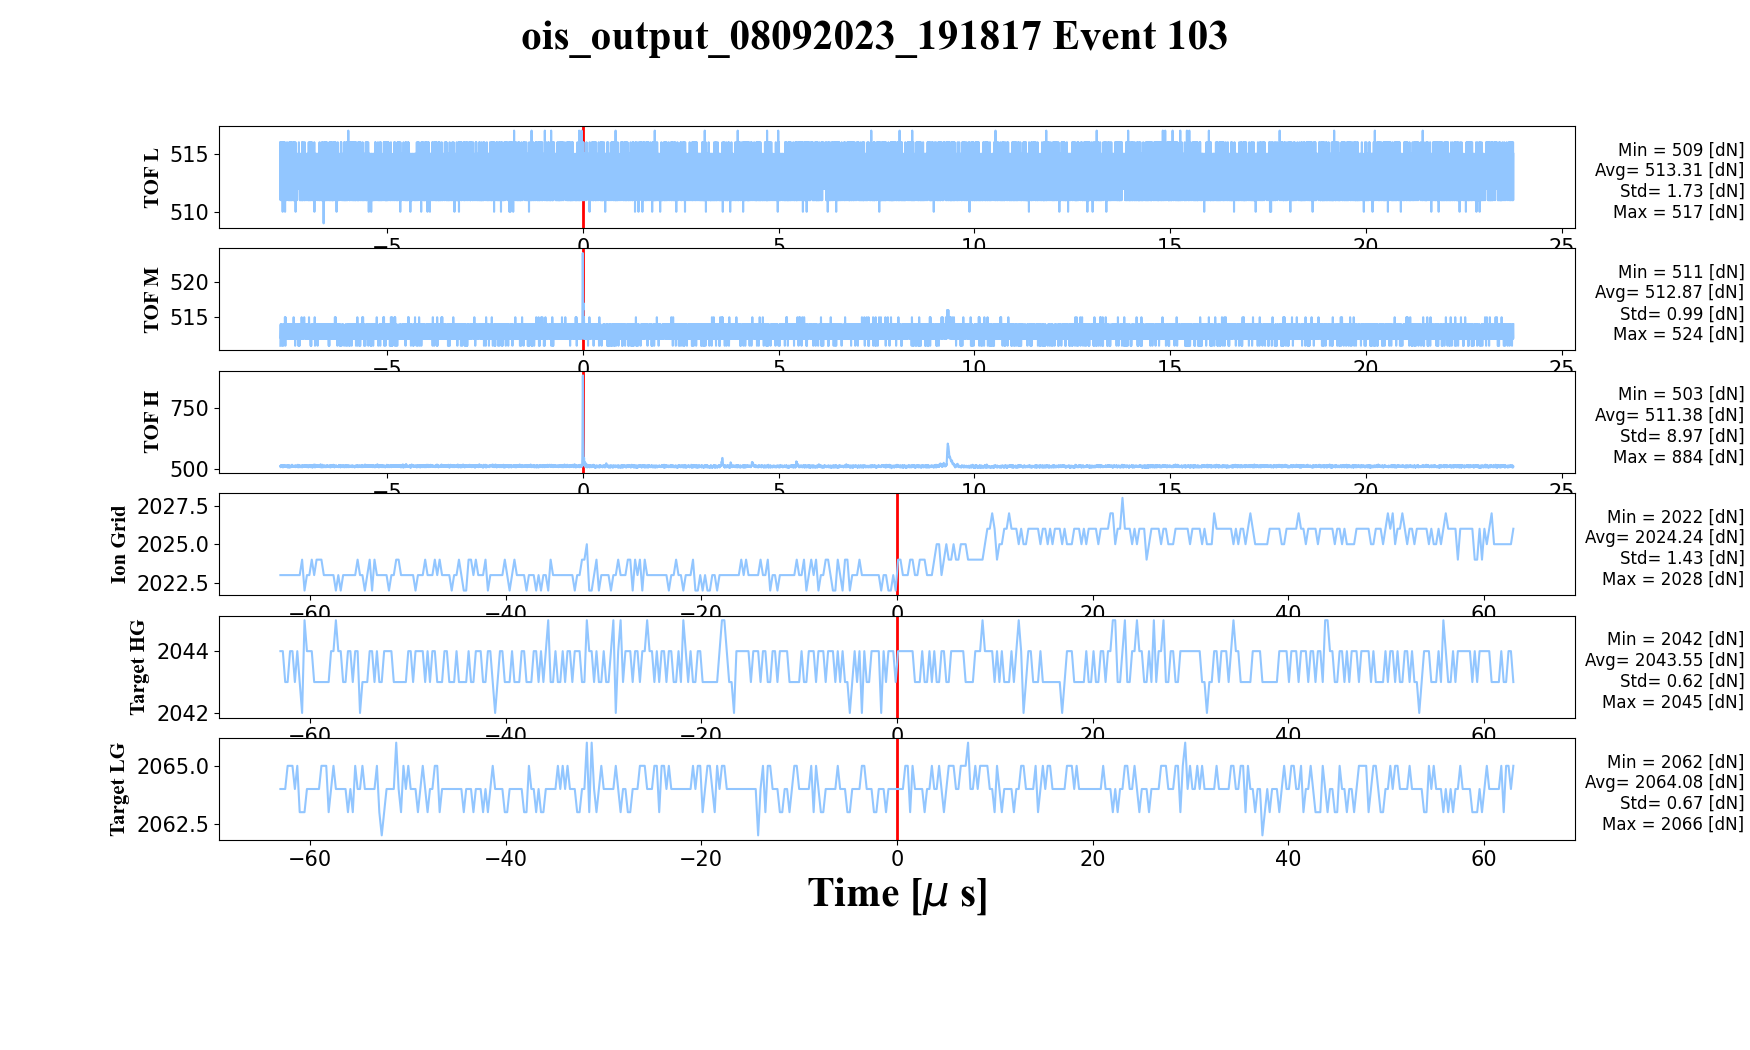 ois_output_08092023_191817 Event 103
TOF L
515
510
Min = 509 [dN]
Avg= 513.31 [dN]
Std= 1.73 [dN]
Max = 517 [dN]
−5 0 5 10 15 20 25
TOF M
520
515
Min = 511 [dN]
Avg= 512.87 [dN]
Std= 0.99 [dN]
Max = 524 [dN]
−5 0 5 10 15 20 25
TOF H
750
500
Min = 503 [dN]
Avg= 511.38 [dN]
Std= 8.97 [dN]
Max = 884 [dN]
−5 0 5 10 15 20 25
Ion Grid
2027.5
2025.0
2022.5
Min = 2022 [dN]
Avg= 2024.24 [dN]
Std= 1.43 [dN]
Max = 2028 [dN]
−60 −40 −20 0 20 40 60
Target HG
2044
2042
Min = 2042 [dN]
Avg= 2043.55 [dN]
Std= 0.62 [dN]
Max = 2045 [dN]
−60 −40 −20 0 20 40 60
Target LG
2065.0
2062.5
Min = 2062 [dN]
Avg= 2064.08 [dN]
Std= 0.67 [dN]
Max = 2066 [dN]
−60 −40 −20 0 20 40 60
Time [μ s]